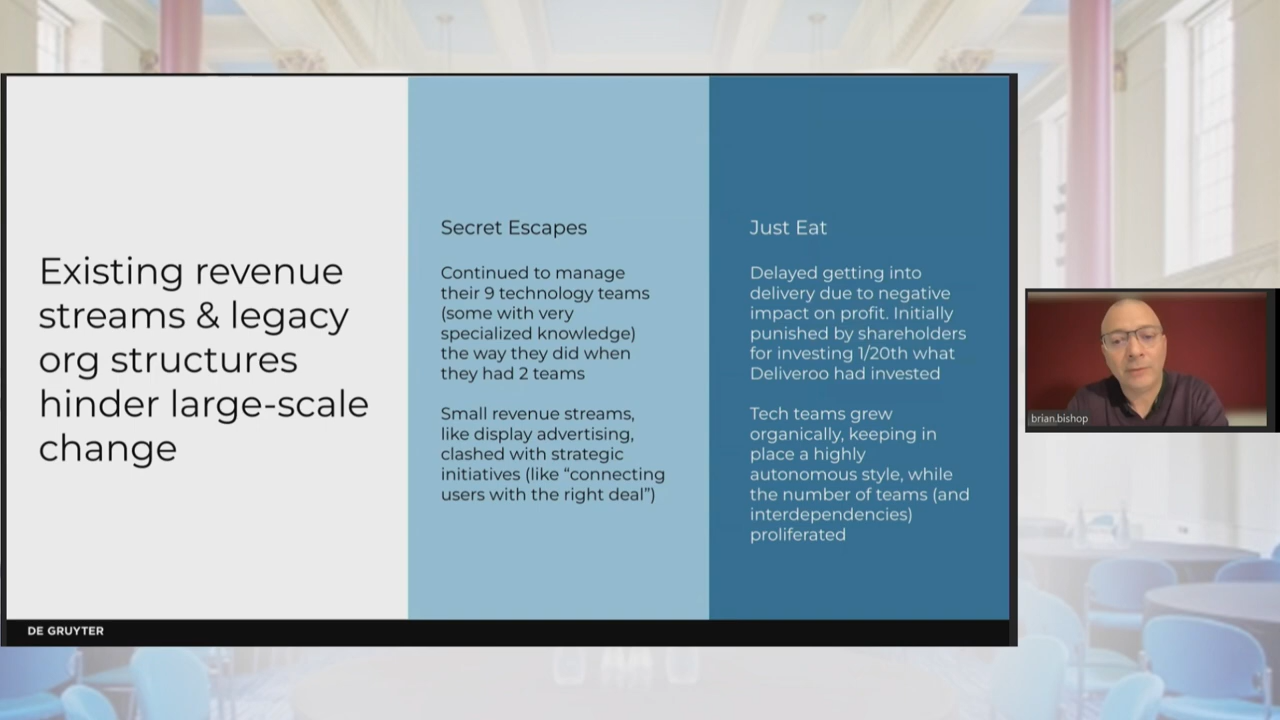 Existing revenue
streams & legacy
org structures
hinder large-scale
change
Secret Escapes
Continued to manage
their 9 technology teams
(some with very
specialized knowledge)
the way they did when
they had 2 teams
Small revenue streams,
like display advertising,
clashed with strategic
initiatives (like “connecting
users with the right deal”)
Just Eat
Delayed getting into
delivery due to negative
impact on profit. Initially
punished by shareholders
for investing 1/20th what
Deliveroo had invested
Tech teams grew
organically, keeping in
place a highly
autonomous style, while
the number of teams (and
interdependencies)
proliferated
DE GRUYTER
brian.bishop